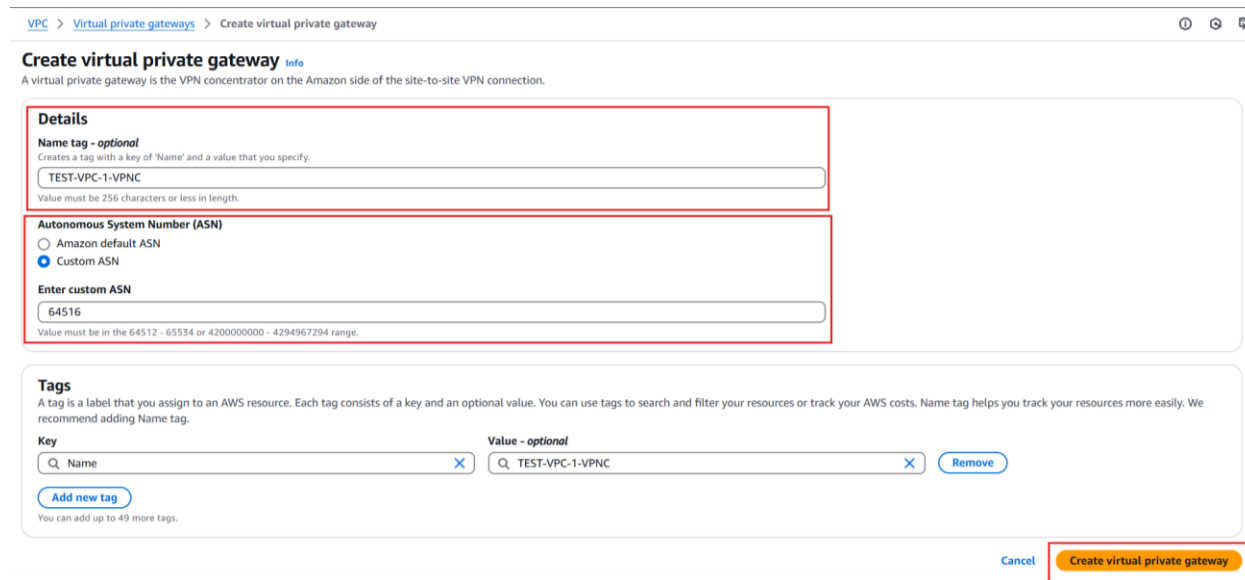 VPC > Virtual private gateways > Create virtual private gateway
Create virtual private gateway Info
A virtual private gateway is the VPN concentrator on the Amazon side of the site-to-site VPN connection.
Details
Name tag - optional
Creates a tag with a key of 'Name' and a value that you specify.
TEST-VPC-1-VPNC
Value must be 256 characters or less in length.
Autonomous System Number (ASN)
Amazon default ASN
Custom ASN
Enter custom ASN
64516
Value must be in the 64512 - 65534 or 4200000000 - 4294967294 range.
Tags
A tag is a label that you assign to an AWS resource. Each tag consists of a key and an optional value. You can use tags to search and filter your resources or track your AWS costs. Name tag helps you track your resources more easily. We
recommend adding Name tag.
Key Value - optional
Name TEST-VPC-1-VPNC Remove
Add new tag
You can add up to 49 more tags.
Cancel Create virtual private gateway